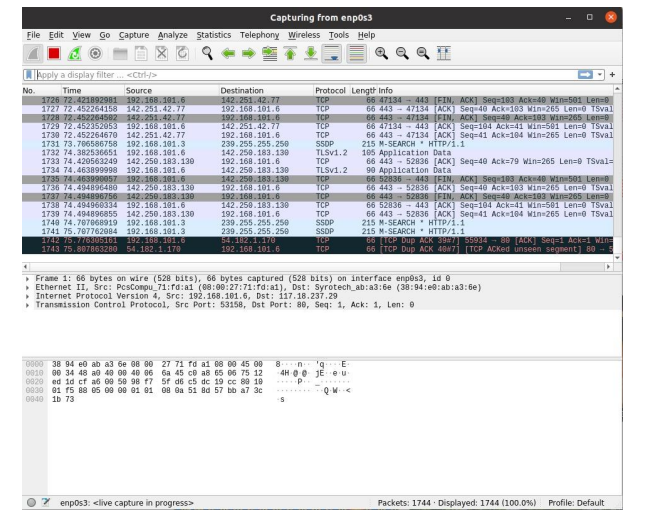 Capturing from enp0s3
File Edit View Go Capture Analyze Statistics Telephony Wireless Tools Help
Apply a display filter ... <Ctrl-/>
No. Time Source Destination Protocol Length Info
1726 72.421892981 192.168.101.6 142.251.42.77 TCP 66 47134 → 443 [FIN, ACK] Seq=103 Ack=40 Win=501 Len=0
1727 72.452264158 142.251.42.77 192.168.101.6 TCP 66 443 → 47134 [ACK] Seq=40 Ack=103 Win=265 Len=0 TSval
1728 72.452264502 142.251.42.77 192.168.101.6 TCP 66 443 → 47134 [FIN, ACK] Seq=40 Ack=103 Win=265 Len=0
1729 72.452352053 192.168.101.6 142.251.42.77 TCP 66 47134 → 443 [ACK] Seq=104 Ack=41 Win=501 Len=0 TSval
1730 72.452264670 142.251.42.77 192.168.101.6 TCP 66 443 → 47134 [ACK] Seq=41 Ack=104 Win=265 Len=0 TSval
1731 73.706586758 192.168.101.3 239.255.255.250 SSDP 215 M-SEARCH * HTTP/1.1
1732 74.382536651 192.168.101.6 142.250.183.130 TLSv1.2 105 Application Data
1733 74.420563249 142.250.183.130 192.168.101.6 TCP 66 443 → 52836 [ACK] Seq=40 Ack=79 Win=265 Len=0 TSval=
1734 74.463899998 192.168.101.6 142.250.183.130 TLSv1.2 90 Application Data
1735 74.463990057 192.168.101.6 142.250.183.130 TCP 66 52836 → 443 [FIN, ACK] Seq=103 Ack=40 Win=501 Len=0
1736 74.494896480 142.250.183.130 192.168.101.6 TCP 66 443 → 52836 [ACK] Seq=40 Ack=103 Win=265 Len=0 TSval
1737 74.494896756 142.250.183.130 192.168.101.6 TCP 66 443 → 52836 [FIN, ACK] Seq=40 Ack=103 Win=265 Len=0
1738 74.494960334 192.168.101.6 142.250.183.130 TCP 66 52836 → 443 [ACK] Seq=104 Ack=41 Win=501 Len=0 TSval
1739 74.494896855 142.250.183.130 192.168.101.6 TCP 66 443 → 52836 [ACK] Seq=41 Ack=104 Win=265 Len=0 TSval
1740 74.707068919 192.168.101.3 239.255.255.250 SSDP 215 M-SEARCH * HTTP/1.1
1741 75.707762084 192.168.101.3 239.255.255.250 SSDP 215 M-SEARCH * HTTP/1.1
1742 75.776305161 192.168.101.6 54.182.1.170 TCP 66 [TCP Dup ACK 39#7] 55934 → 80 [ACK] Seq=1 Ack=1 Win=
1743 75.807863280 54.182.1.170 192.168.101.6 TCP 66 [TCP Dup ACK 40#7] [TCP ACKed unseen segment] 80 → 5
Frame 1: 66 bytes on wire (528 bits), 66 bytes captured (528 bits) on interface enp0s3, id 0
Ethernet II, Src: PcsCompu_71:fd:a1 (08:00:27:71:fd:a1), Dst: Syrotech_ab:a3:6e (38:94:e0:ab:a3:6e)
Internet Protocol Version 4, Src: 192.168.101.6, Dst: 117.18.237.29
Transmission Control Protocol, Src Port: 53158, Dst Port: 80, Seq: 1, Ack: 1, Len: 0
0000 38 94 e0 ab a3 6e 08 00 27 71 fd a1 08 00 45 00 8····n·· 'q····E·
0010 00 34 48 a0 40 00 40 06 6a 45 c0 a8 65 06 75 12 ·4H·@·@· jE··e·u·
0020 ed 1d cf a6 00 50 98 f7 5f d6 c5 dc 19 cc 80 10 ·····P·· _·······
0030 01 f5 88 05 00 00 01 01 08 0a 51 8d 57 bb a7 3c ········ ··Q·W··<
0040 1b 73 ·s
enp0s3: <live capture in progress> Packets: 1744 · Displayed: 1744 (100.0%) Profile: Default